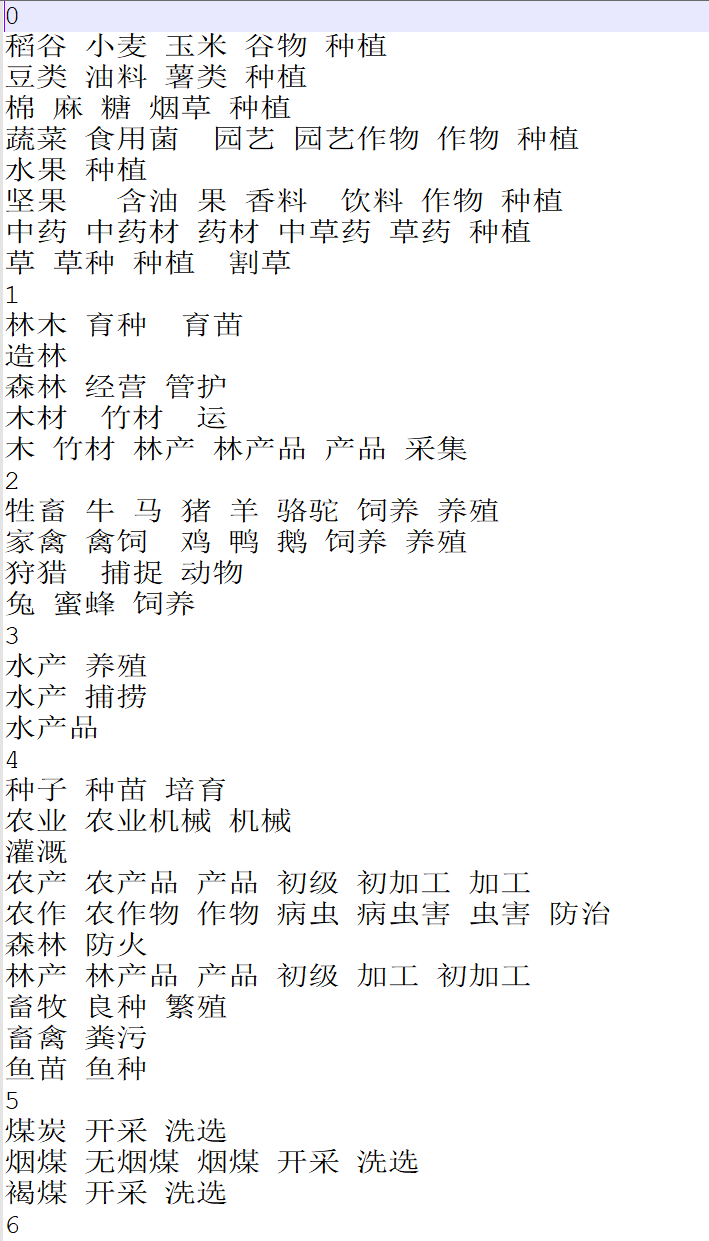 0
稻谷 小麦 玉米 谷物 种植
豆类 油料 薯类 种植
棉 麻 糖 烟草 种植
蔬菜 食用菌  园艺 园艺作物 作物 种植
水果 种植
坚果   含油 果 香料  饮料 作物 种植
中药 中药材 药材 中草药 草药 种植
草 草种 种植  割草
1
林木 育种  育苗
造林
森林 经营 管护
木材  竹材  运
木 竹材 林产 林产品 产品 采集
2
牲畜 牛 马 猪 羊 骆驼 饲养 养殖
家禽 禽饲  鸡 鸭 鹅 饲养 养殖
狩猎  捕捉 动物
兔 蜜蜂 饲养
3
水产 养殖
水产 捕捞
水产品
4
种子 种苗 培育
农业 农业机械 机械
灌溉
农产 农产品 产品 初级 初加工 加工
农作 农作物 作物 病虫 病虫害 虫害 防治
森林 防火
林产 林产品 产品 初级 加工 初加工
畜牧 良种 繁殖
畜禽 粪污
鱼苗 鱼种
5
煤炭 开采 洗选
烟煤 无烟煤 烟煤 开采 洗选
褐煤 开采 洗选
6